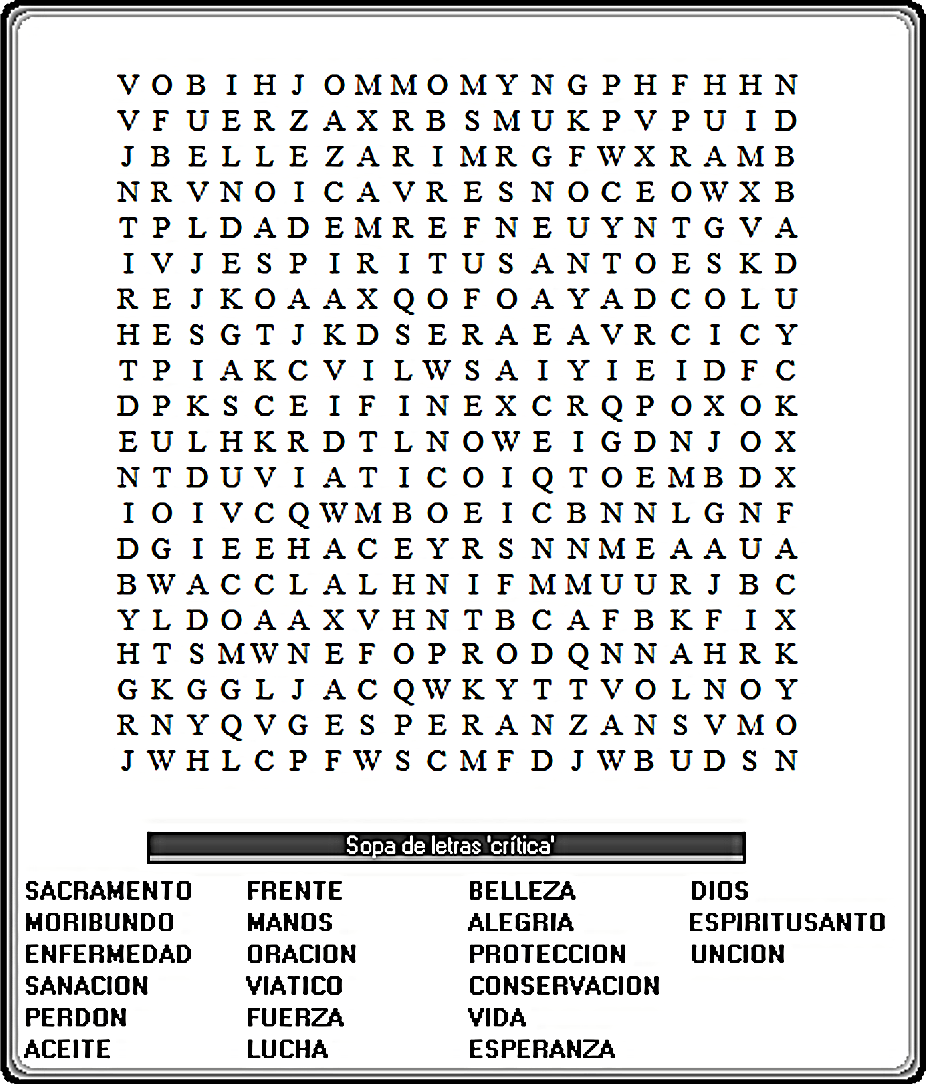 V O B I H J O M M O M Y N G P H F H H N
V F U E R Z A X R B S M U K P V P U I D
J B E L L E Z A R I M R G F W X R A M B
N R V N O I C A V R E S N O C E O W X B
T P L D A D E M R E F N E U Y N T G V A
I V J E S P I R I T U S A N T O E S K D
R E J K O A A X Q O F O A Y A D C O L U
H E S G T J K D S E R A E A V R C I C Y
T P I A K C V I L W S A I Y I E I D F C
D P K S C E I F I N E X C R Q P O X O K
E U L H K R D T L N O W E I G D N J O X
N T D U V I A T I C O I Q T O E M B D X
I O I V C Q W M B O E I C B N N L G N F
D G I E E H A C E Y R S N N M E A A U A
B W A C C L A L H N I F M M U U R J B C
Y L D O A A X V H N T B C A F B K F I X
H T S M W N E F O P R O D Q N N A H R K
G K G G L J A C Q W K Y T T V O L N O Y
R N Y Q V G E S P E R A N Z A N S V M O
J W H L C P F W S C M F D J W B U D S N
Sopa de letras 'crítica'
SACRAMENTO FRENTE BELLEZA DIOS
MORIBUNDO MANOS ALEGRIA ESPIRITUSANTO
ENFERMEDAD ORACION PROTECCION UNCION
SANACION VIATICO CONSERVACION
PERDON FUERZA VIDA
ACEITE LUCHA ESPERANZA